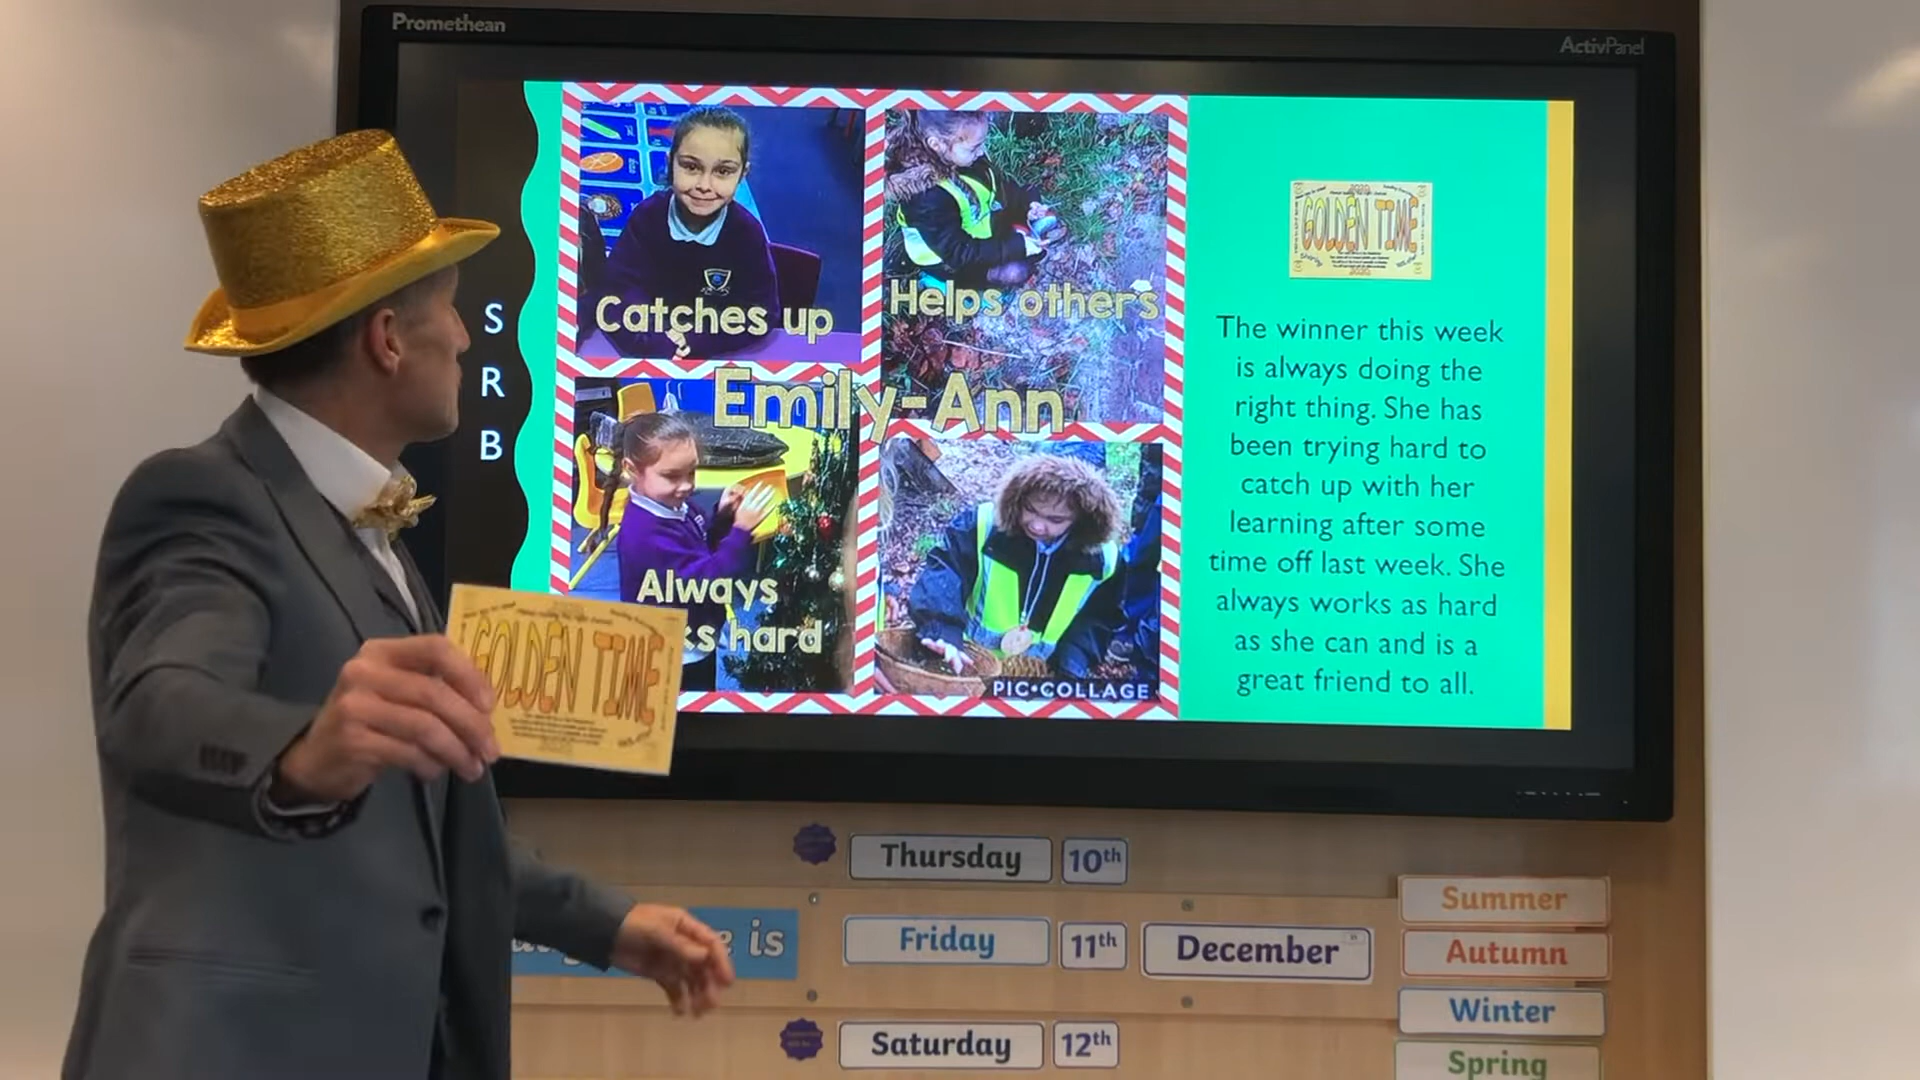 Promethean
ActivPanel
S
R
B
Catches up
Helps others
Emily-Ann
Always
ks hard
PIC•COLLAGE
GOLDEN TIME
2020
The winner this week
is always doing the
right thing. She has
been trying hard to
catch up with her
learning after some
time off last week. She
always works as hard
as she can and is a
great friend to all.
GOLDEN TIME
Thursday 10th
is
Friday 11th December
Saturday 12th
Summer
Autumn
Winter
Spring